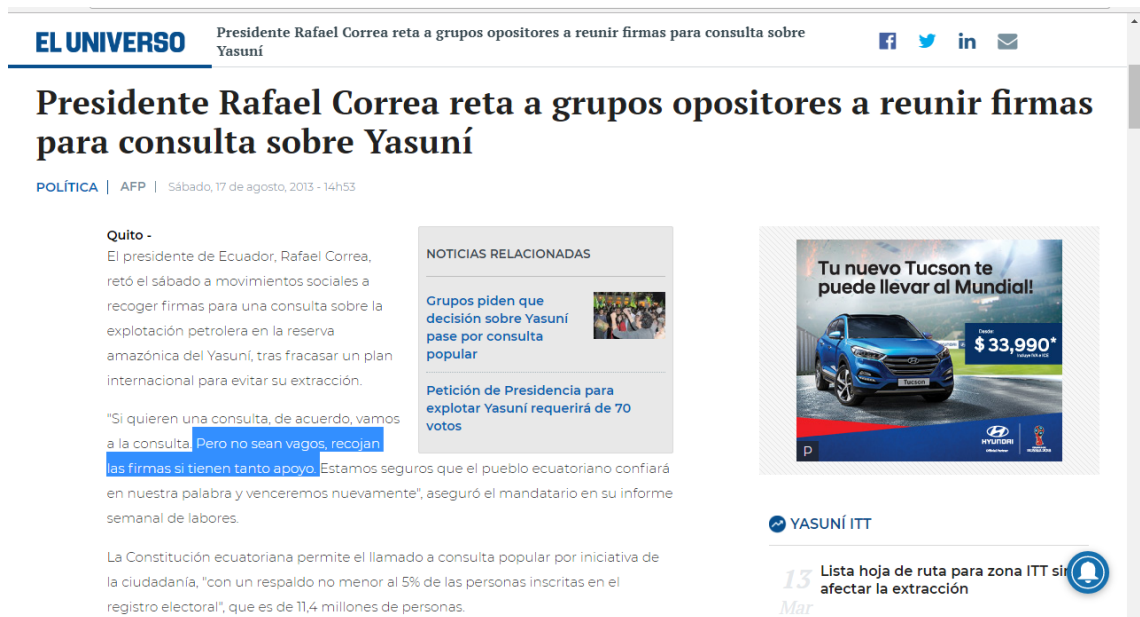 EL UNIVERSO
Presidente Rafael Correa reta a grupos opositores a reunir firmas para consulta sobre
Yasuní
Presidente Rafael Correa reta a grupos opositores a reunir firmas
para consulta sobre Yasuní
POLÍTICA | AFP | Sábado, 17 de agosto, 2013 - 14h53
Quito -
El presidente de Ecuador, Rafael Correa,
retó el sábado a movimientos sociales a
recoger firmas para una consulta sobre la
explotación petrolera en la reserva
amazónica del Yasuní, tras fracasar un plan
internacional para evitar su extracción.
"Si quieren una consulta, de acuerdo, vamos
a la consulta. Pero no sean vagos, recojan
las firmas si tienen tanto apoyo. Estamos seguros que el pueblo ecuatoriano confiará
en nuestra palabra y venceremos nuevamente", aseguró el mandatario en su informe
semanal de labores.
La Constitución ecuatoriana permite el llamado a consulta popular por iniciativa de
la ciudadanía, "con un respaldo no menor al 5% de las personas inscritas en el
registro electoral", que es de 11,4 millones de personas.
NOTICIAS RELACIONADAS
Grupos piden que
decisión sobre Yasuní
pase por consulta
popular
Petición de Presidencia para
explotar Yasuní requerirá de 70
votos
Tu nuevo Tucson te
puede llevar al Mundial!
Desde:
$ 33,990*
Tucson
HYUNDAI
P
YASUNÍ ITT
13
Mar
Lista hoja de ruta para zona ITT sin
afectar la extracción